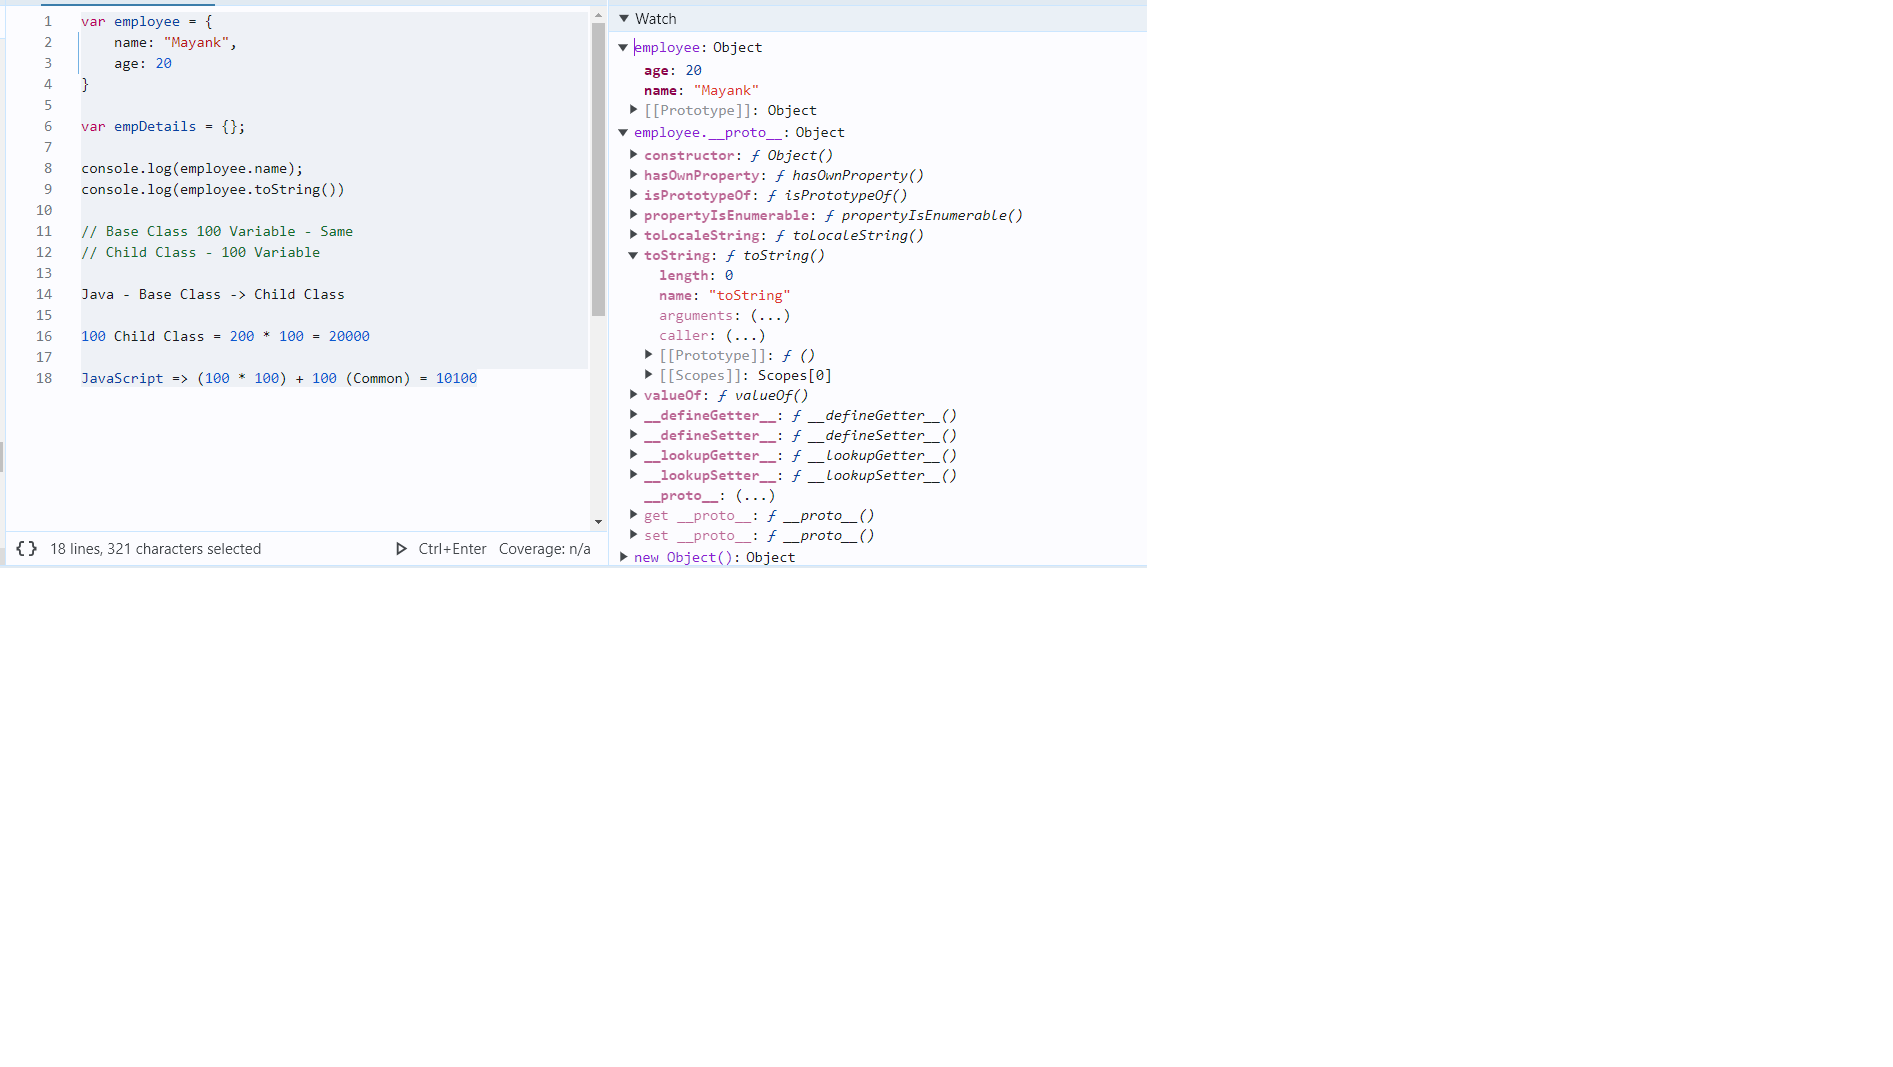 1 var employee = {
2 name: "Mayank",
3 age: 20
4 }
5
6 var empDetails = {};
7
8 console.log(employee.name);
9 console.log(employee.toString())
10
11 // Base Class 100 Variable - Same
12 // Child Class - 100 Variable
13
14 Java - Base Class -> Child Class
15
16 100 Child Class = 200 * 100 = 20000
17
18 JavaScript => (100 * 100) + 100 (Common) = 10100
{} 18 lines, 321 characters selected
Ctrl+Enter Coverage: n/a
Watch
employee: Object
age: 20
name: "Mayank"
[[Prototype]]: Object
employee.__proto__: Object
constructor: ƒ Object()
hasOwnProperty: ƒ hasOwnProperty()
isPrototypeOf: ƒ isPrototypeOf()
propertyIsEnumerable: ƒ propertyIsEnumerable()
toLocaleString: ƒ toLocaleString()
toString: ƒ toString()
length: 0
name: "toString"
arguments: (...)
caller: (...)
[[Prototype]]: ƒ ()
[[Scopes]]: Scopes[0]
valueOf: ƒ valueOf()
__defineGetter__: ƒ __defineGetter__()
__defineSetter__: ƒ __defineSetter__()
__lookupGetter__: ƒ __lookupGetter__()
__lookupSetter__: ƒ __lookupSetter__()
__proto__: (...)
get __proto__: ƒ __proto__()
set __proto__: ƒ __proto__()
new Object(): Object